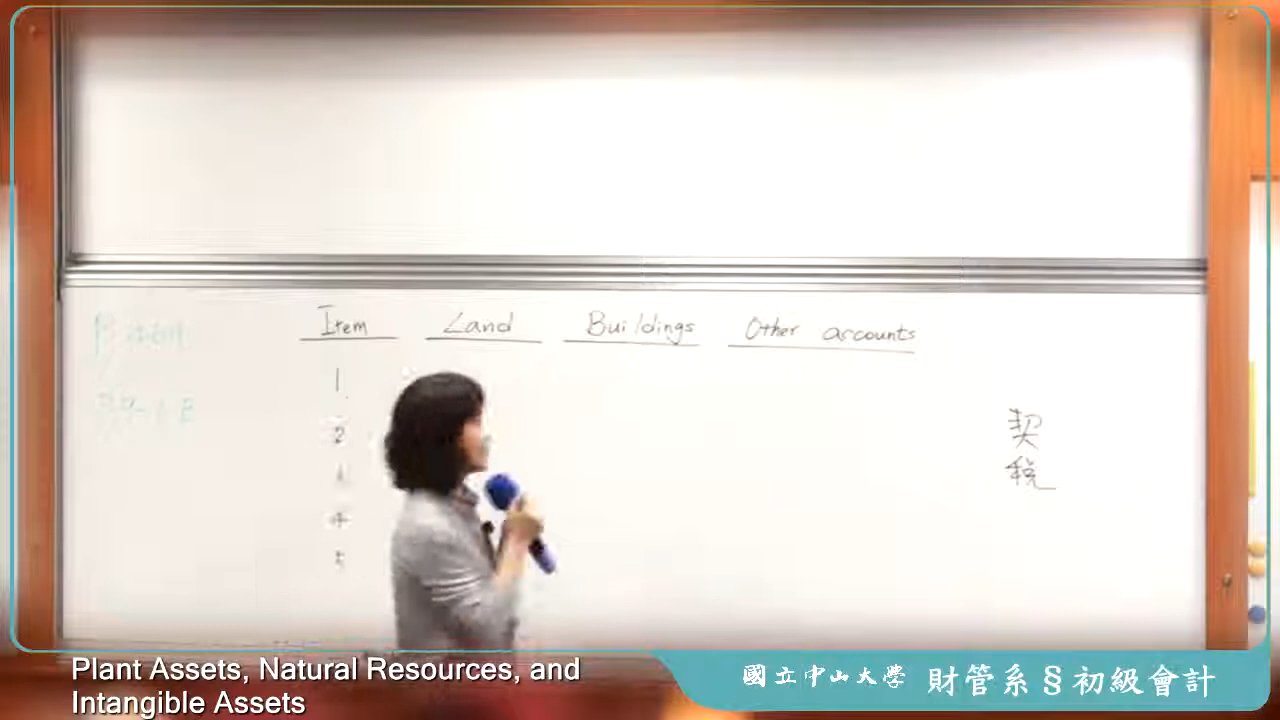 Item Land Buildings Other accounts
1
2
3
4
5
契
稅
Plant Assets, Natural Resources, and
Intangible Assets
國立中山大學 財管系§初級會計